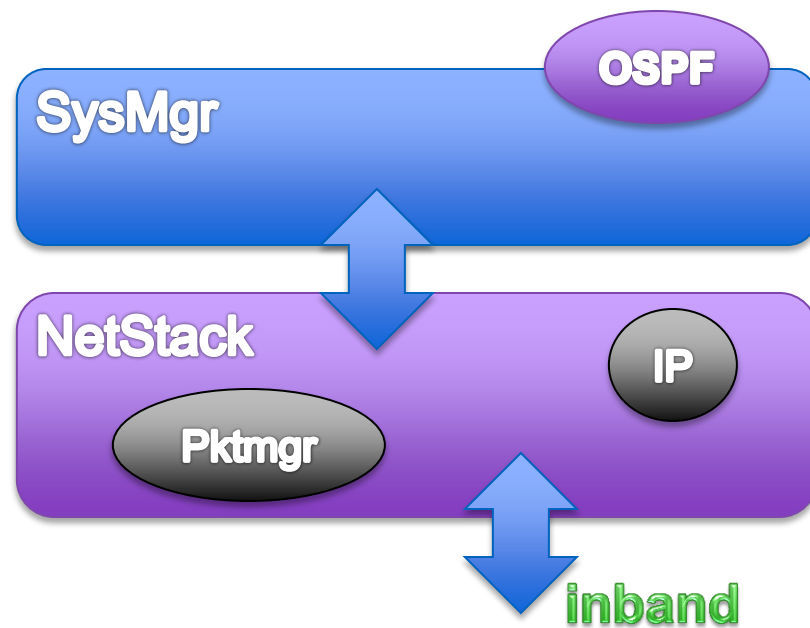 OSPF
SysMgr
NetStack
IP
Pktmgr
inband